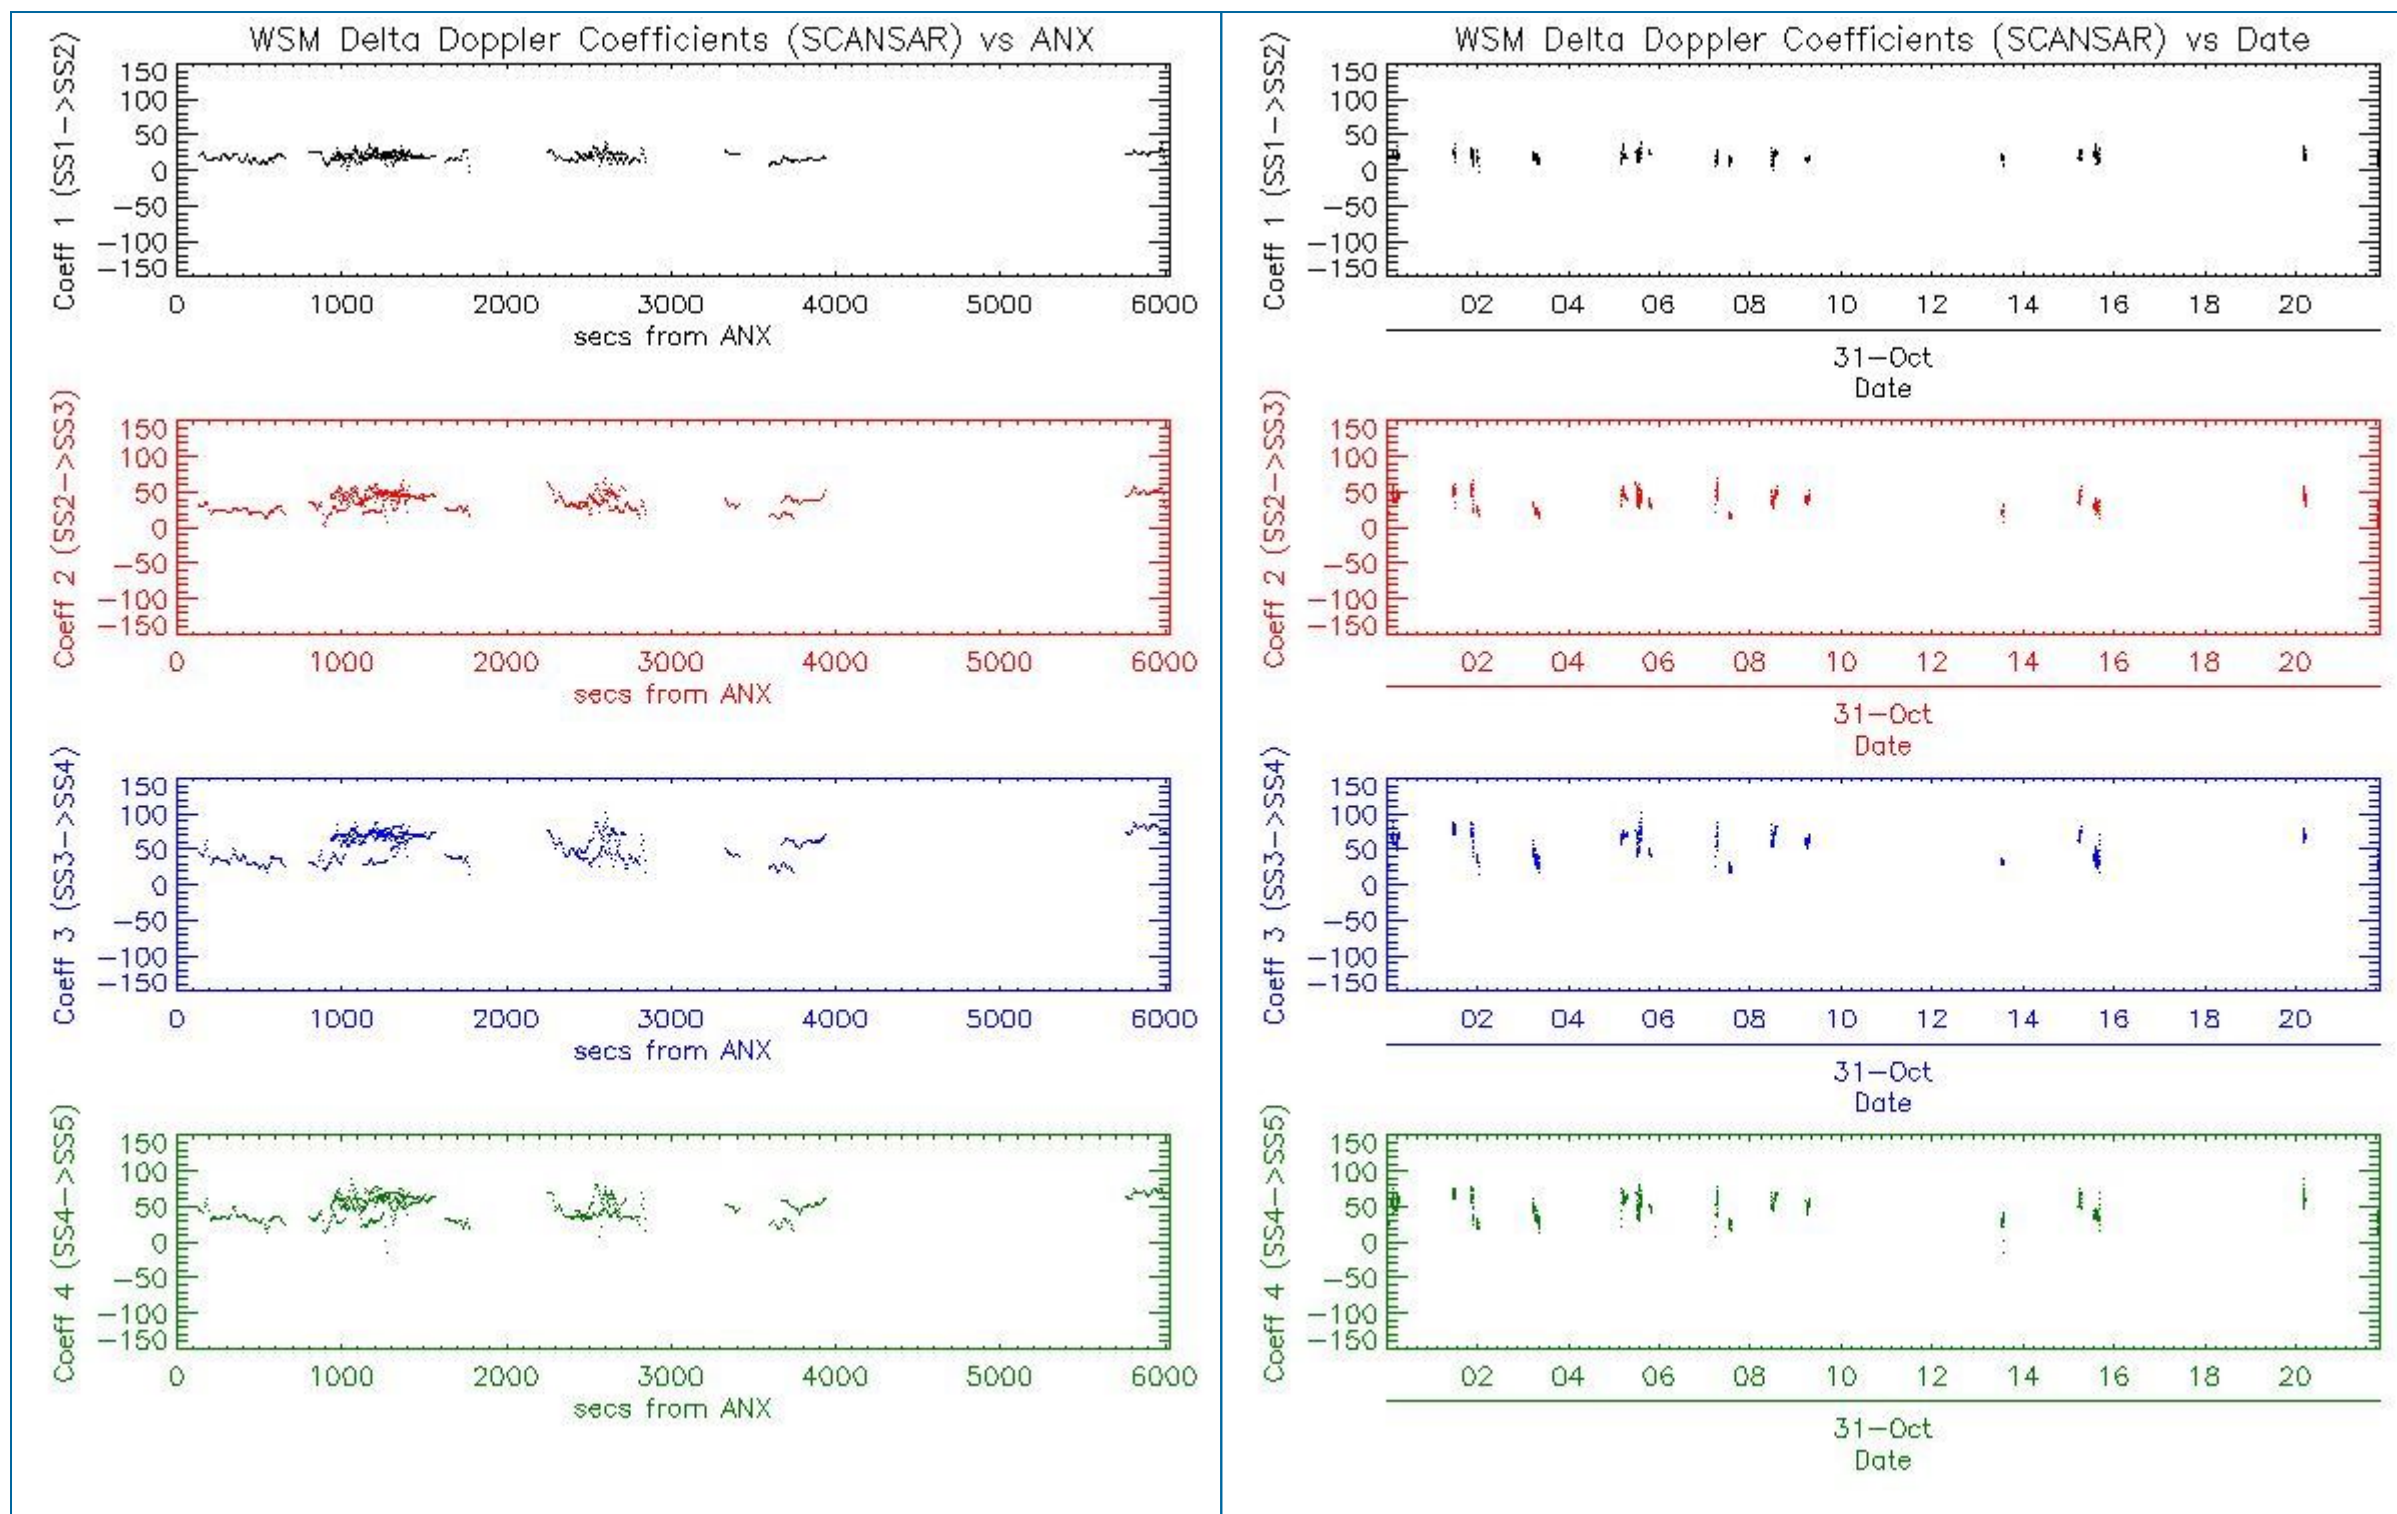 WSM Delta Doppler Coefficients (SCANSAR) vs ANX
Coeff 1 (SS1->SS2)
150
100
50
0
-50
-100
-150
0 1000 2000 3000 4000 5000 6000
secs from ANX
Coeff 2 (SS2->SS3)
150
100
50
0
-50
-100
-150
0 1000 2000 3000 4000 5000 6000
secs from ANX
Coeff 3 (SS3->SS4)
150
100
50
0
-50
-100
-150
0 1000 2000 3000 4000 5000 6000
secs from ANX
Coeff 4 (SS4->SS5)
150
100
50
0
-50
-100
-150
0 1000 2000 3000 4000 5000 6000
secs from ANX
WSM Delta Doppler Coefficients (SCANSAR) vs Date
Coeff 1 (SS1->SS2)
150
100
50
0
-50
-100
-150
02 04 06 08 10 12 14 16 18 20
31-Oct
Date
Coeff 2 (SS2->SS3)
150
100
50
0
-50
-100
-150
02 04 06 08 10 12 14 16 18 20
31-Oct
Date
Coeff 3 (SS3->SS4)
150
100
50
0
-50
-100
-150
02 04 06 08 10 12 14 16 18 20
31-Oct
Date
Coeff 4 (SS4->SS5)
150
100
50
0
-50
-100
-150
02 04 06 08 10 12 14 16 18 20
31-Oct
Date